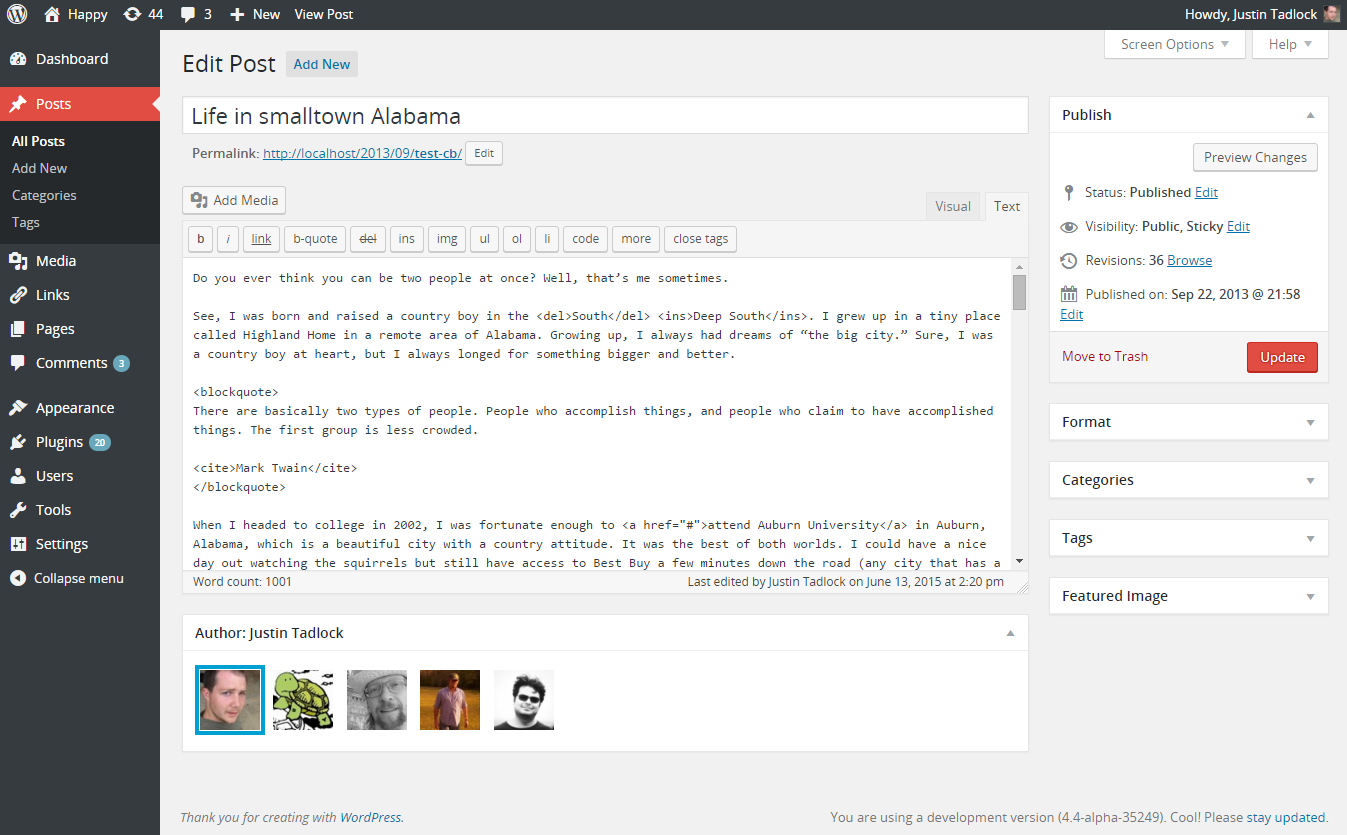 Happy 44 3 New View Post Howdy, Justin Tadlock
Screen Options Help
Dashboard
Posts
All Posts
Add New
Categories
Tags
Media
Links
Pages
Comments 3
Appearance
Plugins 20
Users
Tools
Settings
Collapse menu
Edit Post Add New
Life in smalltown Alabama
Permalink: http://localhost/2013/09/test-cb/ Edit
Add Media Visual Text
b i link b-quote del ins img ul ol li code more close tags
Do you ever think you can be two people at once? Well, that’s me sometimes.
See, I was born and raised a country boy in the <del>South</del> <ins>Deep South</ins>. I grew up in a tiny place
called Highland Home in a remote area of Alabama. Growing up, I always had dreams of “the big city.” Sure, I was
a country boy at heart, but I always longed for something bigger and better.
<blockquote>
There are basically two types of people. People who accomplish things, and people who claim to have accomplished
things. The first group is less crowded.
<cite>Mark Twain</cite>
</blockquote>
When I headed to college in 2002, I was fortunate enough to <a href="#">attend Auburn University</a> in Auburn,
Alabama, which is a beautiful city with a country attitude. It was the best of both worlds. I could have a nice
day out watching the squirrels but still have access to Best Buy a few minutes down the road (any city that has a
Word count: 1001 Last edited by Justin Tadlock on June 13, 2015 at 2:20 pm
Author: Justin Tadlock
Publish
Preview Changes
Status: Published Edit
Visibility: Public, Sticky Edit
Revisions: 36 Browse
Published on: Sep 22, 2013 @ 21:58
Edit
Move to Trash Update
Format
Categories
Tags
Featured Image
Thank you for creating with WordPress. You are using a development version (4.4-alpha-35249). Cool! Please stay updated.